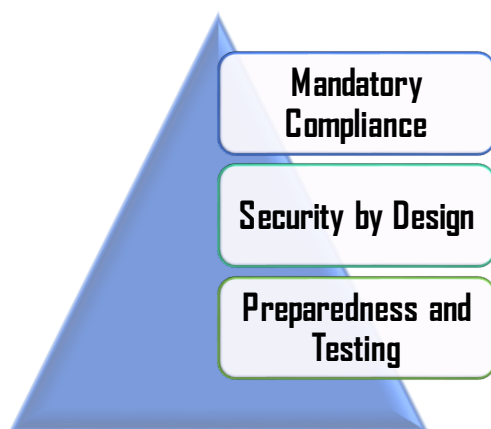 Mandatory
Compliance
Security by Design
Preparedness and
Testing